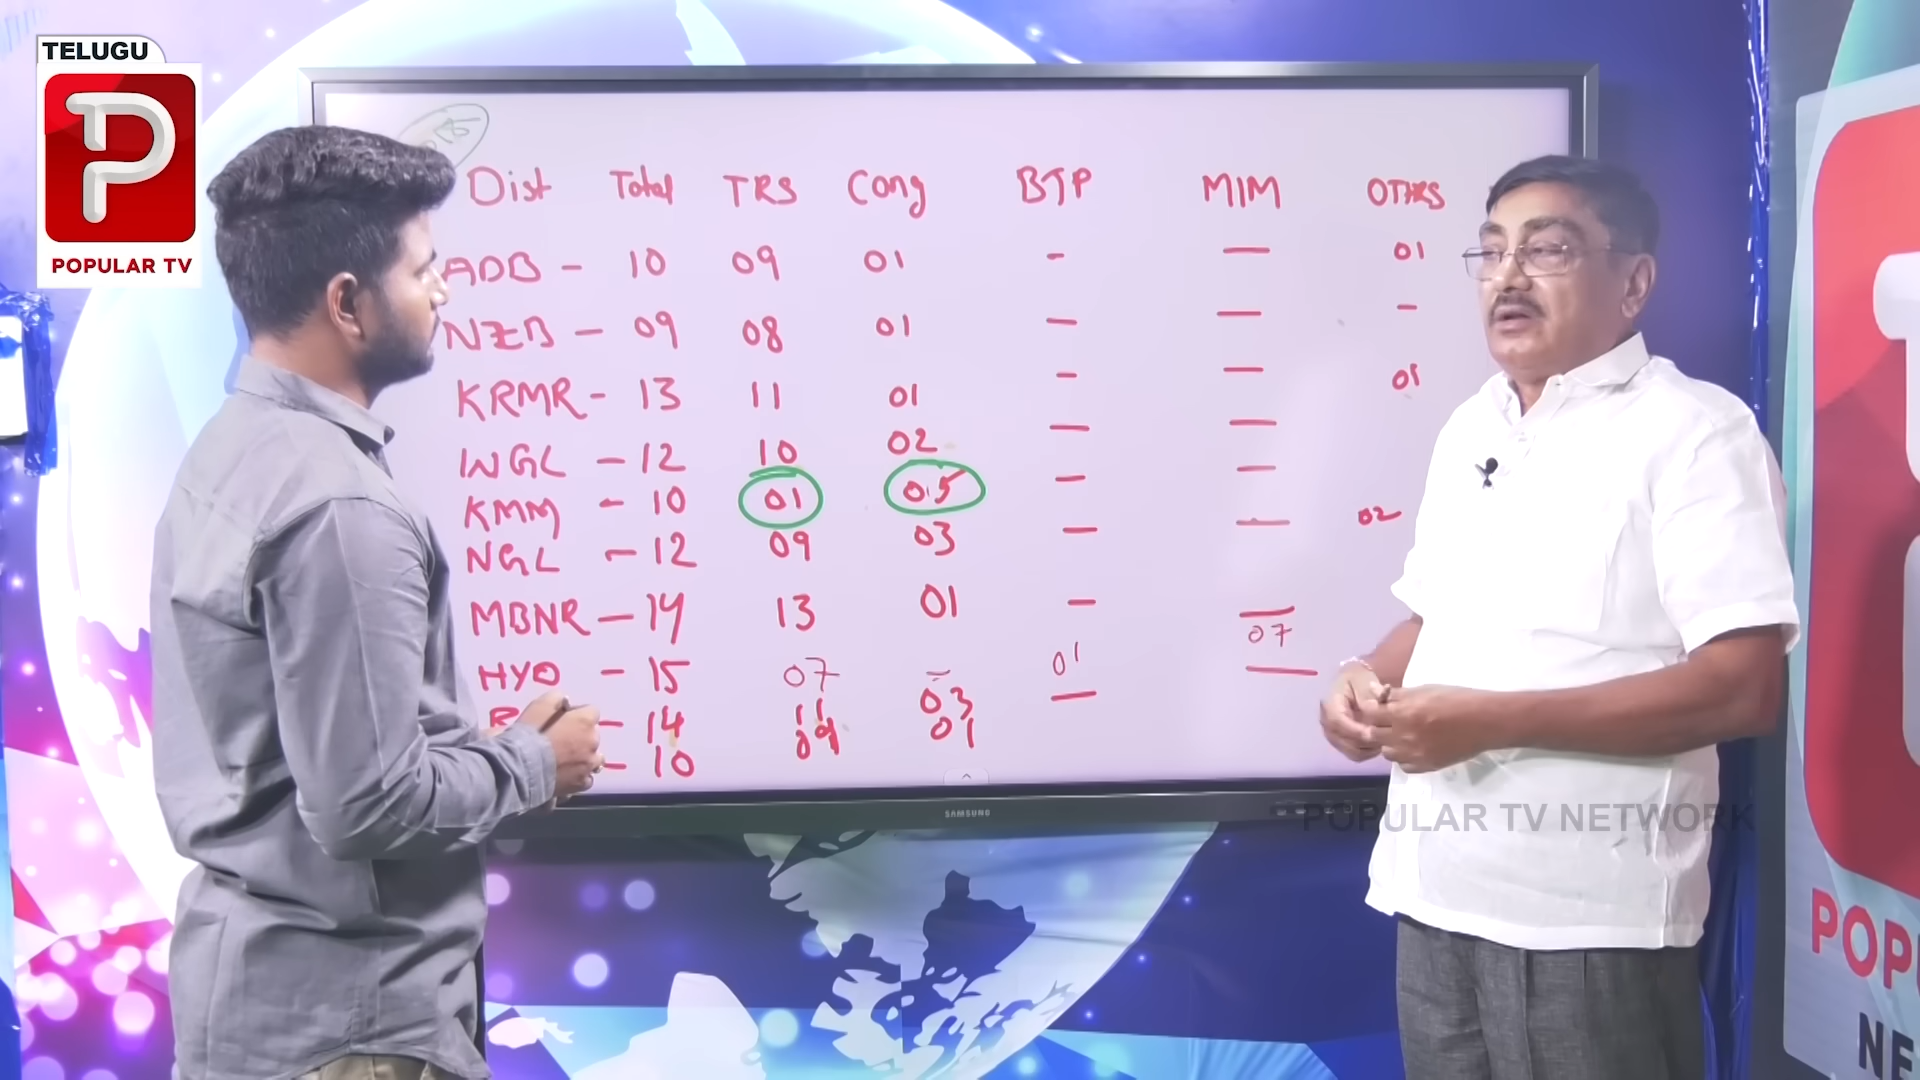 TELUGU
P
POPULAR TV
Dist Total TRS Cong BJP MIM OTHRS
ADB - 10 09 01 - — 01
NZB - 09 08 01 — — -
KRMR - 13 11 01 - — 01
WGL - 12 10 02 — —
KMM - 10 01 05 — — 02
NGL - 12 09 03 — —
MBNR - 14 13 01 — —
HYD - 15 07 - 01 07
- 14 11 03 — —
- 10 09 01
SAMSUNG
POPULAR TV NETWORK
POPU
NE